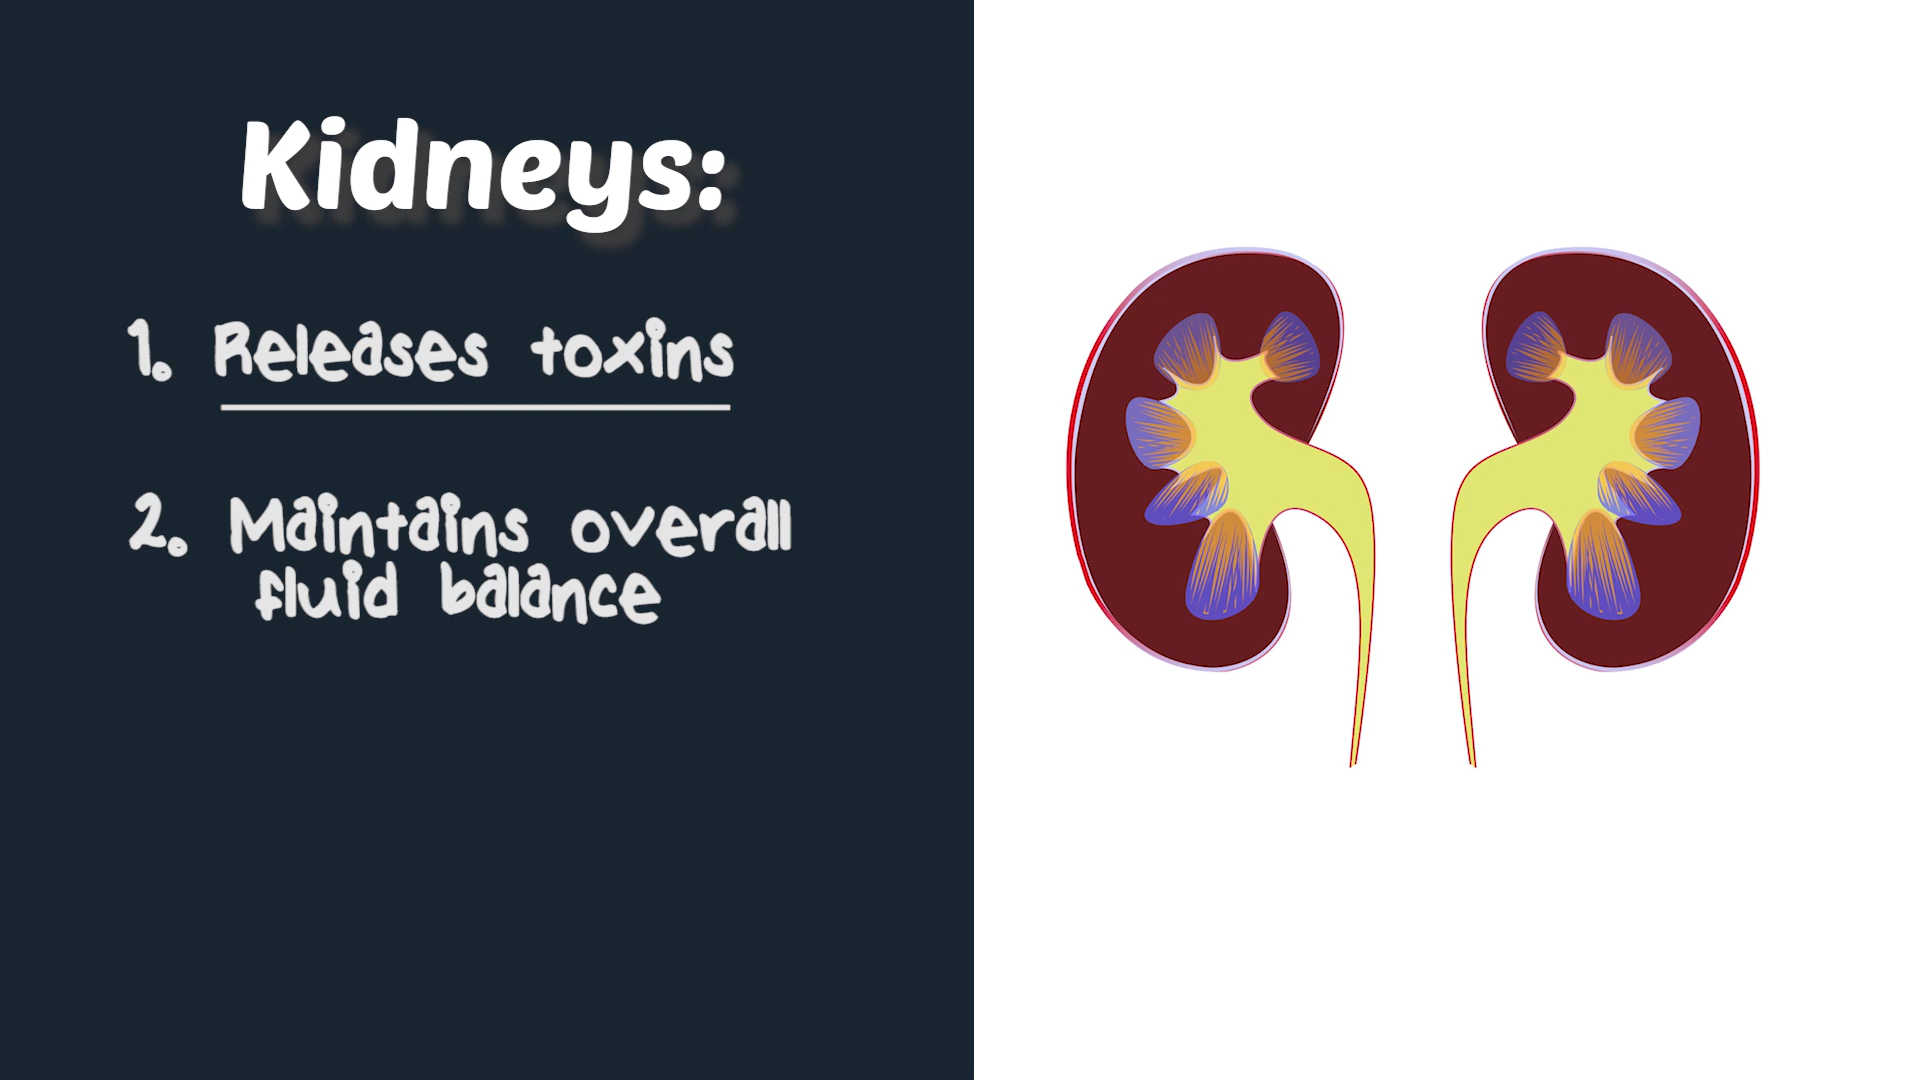 Kidneys:
1. Releases toxins
2. Maintains overall
fluid balance